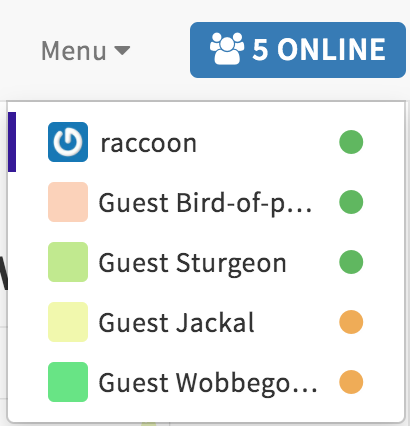 Menu
5 ONLINE
raccoon
Guest Bird-of-p...
Guest Sturgeon
Guest Jackal
Guest Wobbego...